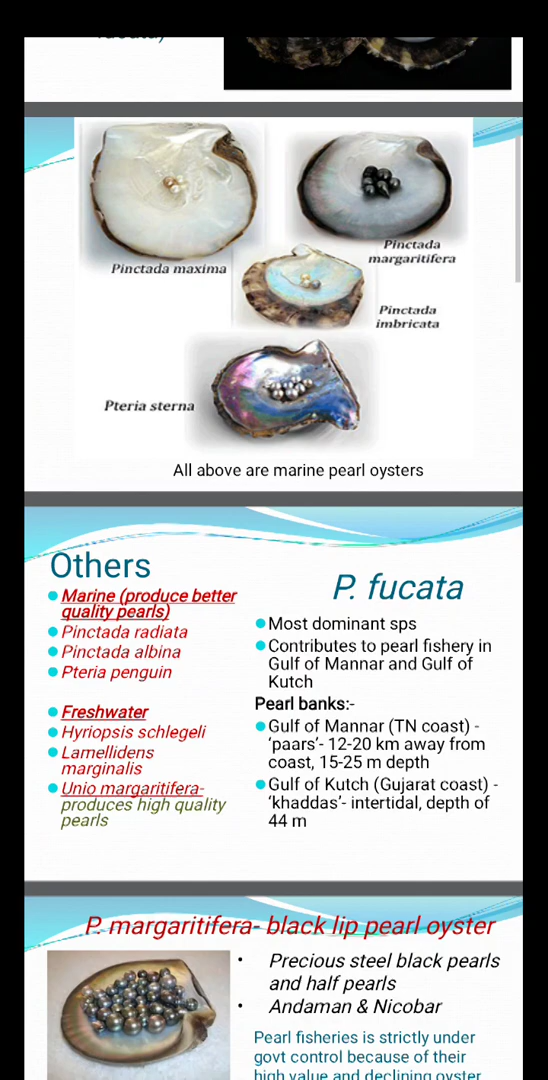 Pinctada maxima
Pinctada
margaritifera
Pinctada
imbricata
Pteria sterna
All above are marine pearl oysters
Others
Marine (produce better
quality pearls)
Pinctada radiata
Pinctada albina
Pteria penguin
Freshwater
Hyriopsis schlegeli
Lamellidens
marginalis
Unio margaritifera-
produces high quality
pearls
P. fucata
Most dominant sps
Contributes to pearl fishery in
Gulf of Mannar and Gulf of
Kutch
Pearl banks:-
Gulf of Mannar (TN coast) -
‘paars’- 12-20 km away from
coast, 15-25 m depth
Gulf of Kutch (Gujarat coast) -
‘khaddas’- intertidal, depth of
44 m
P. margaritifera- black lip pearl oyster
Precious steel black pearls
and half pearls
Andaman & Nicobar
Pearl fisheries is strictly under
govt control because of their
high value and declining oyster